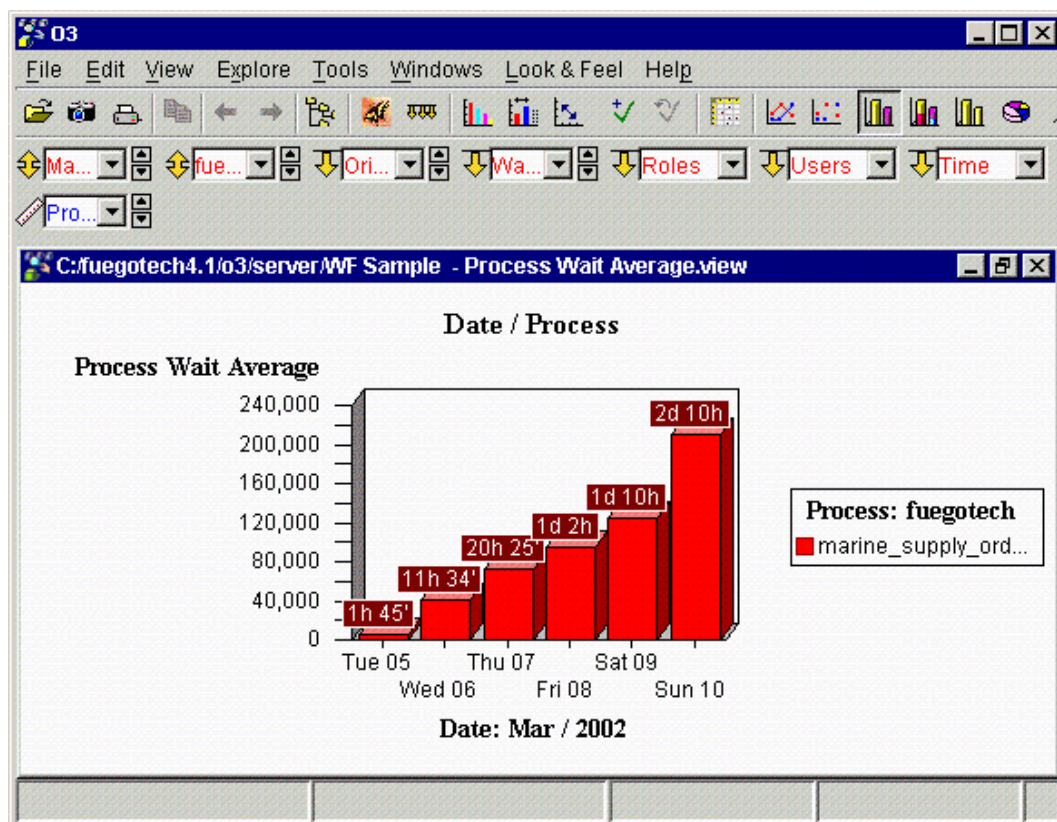 O3
File Edit View Explore Tools Windows Look & Feel Help
Ma... fue... Ori... Wa... Roles Users Time
Pro...
C:/fuegotech4.1/o3/server/WF Sample - Process Wait Average.view
Date / Process
Process Wait Average
240,000
200,000
160,000
120,000
80,000
40,000
0
2d 10h
1d 10h
1d 2h
20h 25'
11h 34'
1h 45'
Tue 05 Thu 07 Sat 09
Wed 06 Fri 08 Sun 10
Date: Mar / 2002
Process: fuegotech
marine_supply_ord...